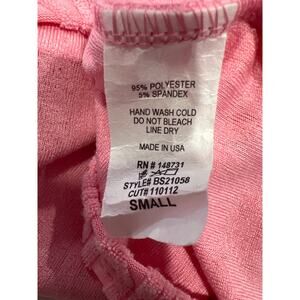 95% POLYESTER
5% SPANDEX
HAND WASH COLD
DO NOT BLEACH
LINE DRY
MADE IN USA
RN # 148731
STYLE# BS21058
CUT# 110112
SMALL